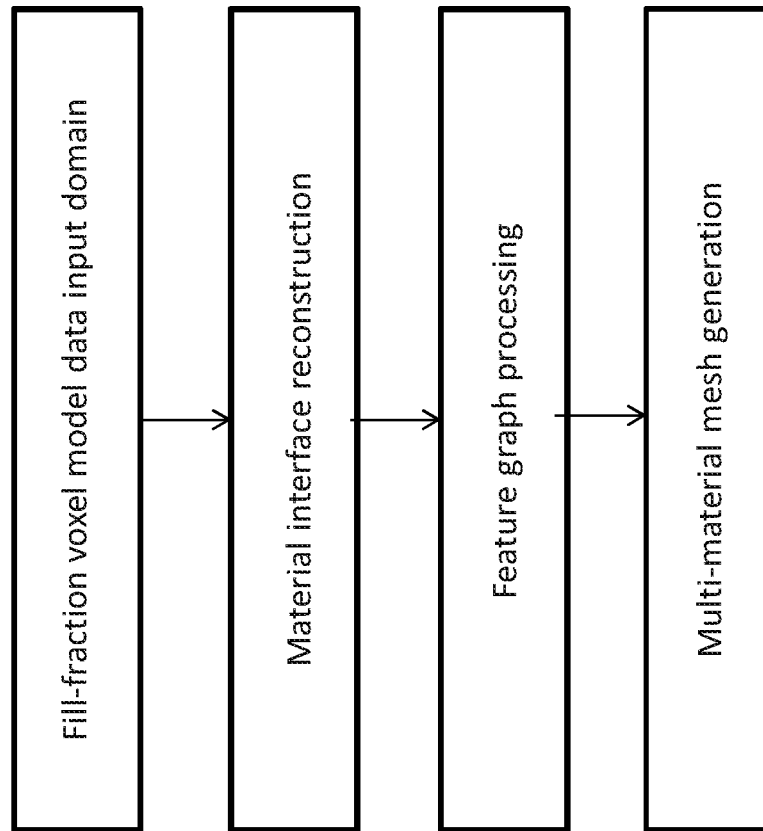 Fill-fraction voxel model data input domain
Material interface reconstruction
Feature graph processing
Multi-material mesh generation